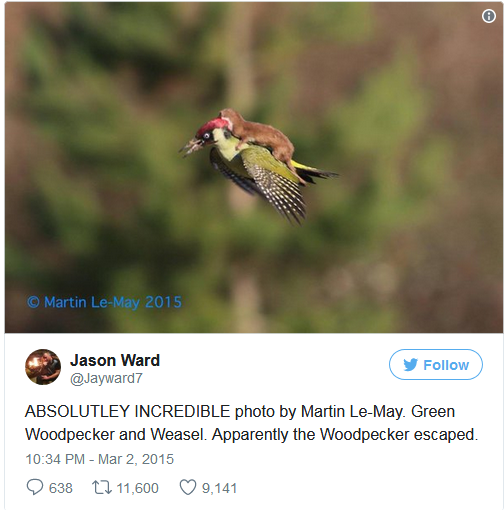 © Martin Le-May 2015
Jason Ward
@Jayward7
Follow
ABSOLUTLEY INCREDIBLE photo by Martin Le-May. Green
Woodpecker and Weasel. Apparently the Woodpecker escaped.
10:34 PM - Mar 2, 2015
638 11,600 9,141